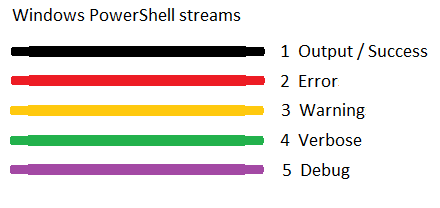 Windows PowerShell streams
1 Output / Success
2 Error
3 Warning
4 Verbose
5 Debug